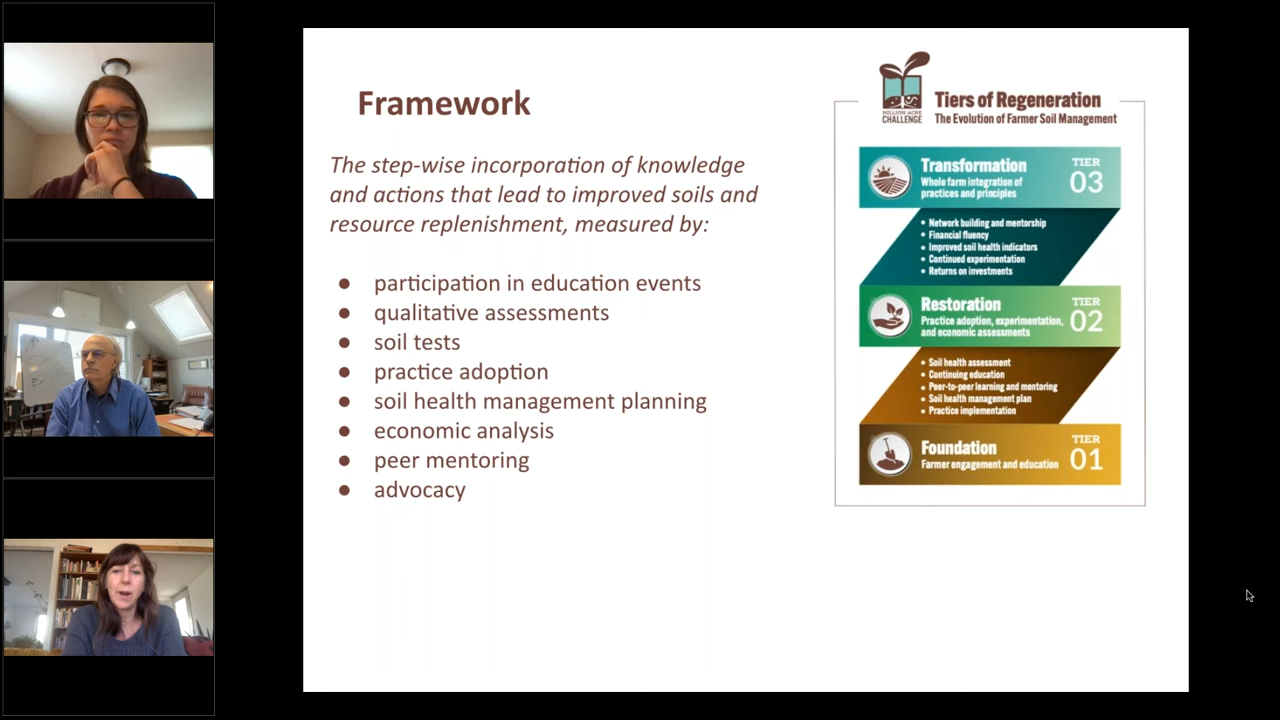 Framework
The step-wise incorporation of knowledge
and actions that lead to improved soils and
resource replenishment, measured by:
● participation in education events
● qualitative assessments
● soil tests
● practice adoption
● soil health management planning
● economic analysis
● peer mentoring
● advocacy
MILLION ACRE
CHALLENGE
Tiers of Regeneration
The Evolution of Farmer Soil Management
Transformation
Whole farm integration of
practices and principles
TIER
03
• Network building and mentorship
• Financial fluency
• Improved soil health indicators
• Continued experimentation
• Returns on investments
Restoration
Practice adoption, experimentation,
and economic assessments
TIER
02
• Soil health assessment
• Continuing education
• Peer-to-peer learning and mentoring
• Soil health management plan
• Practice implementation
Foundation
Farmer engagement and education
TIER
01